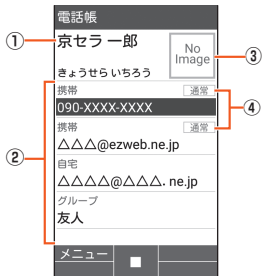 電話帳
① 京セラ 一郎
No
Image ③
きょうせら いちろう
携帯 通常 ④
090-XXXX-XXXX
携帯 通常
② △△△@ezweb.ne.jp
自宅
△△△△@△△△. ne.jp
グループ
友人
メニュー